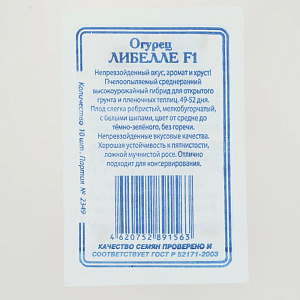 Огурец
ЛИБЕЛЛЕ F1
Непревзойденный вкус, аромат и хруст!
Пчелоопыляемый среднеранний
высокоурожайный гибрид для открытого
грунта и пленочных теплиц. 49-52 дня.
Плод слегка ребристый, мелкобугорчатый,
с белыми шипами, цвет от средне до
тёмно-зелёного, без горечи.
Непревзойденные вкусовые качества.
Хорошая устойчивость к пятнистости,
ложной мучнистой росе. Отлично
подходит для консервирования.
Количество 10 шт. Партия № 2349
4 620752 891563
КАЧЕСТВО СЕМЯН ПРОВЕРЕНО И
СООТВЕТСТВУЕТ ГОСТ Р 52171-2003